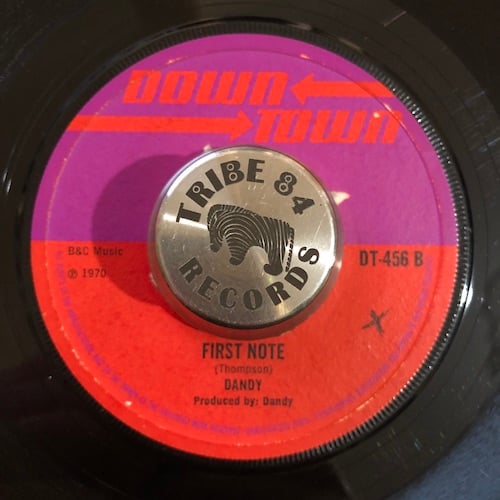 DOWN
TOWN
TRIBE 84
RECORDS
B&C Music
℗ 1970
DT-456 B
X
FIRST NOTE
(Thompson)
DANDY
Produced by: Dandy